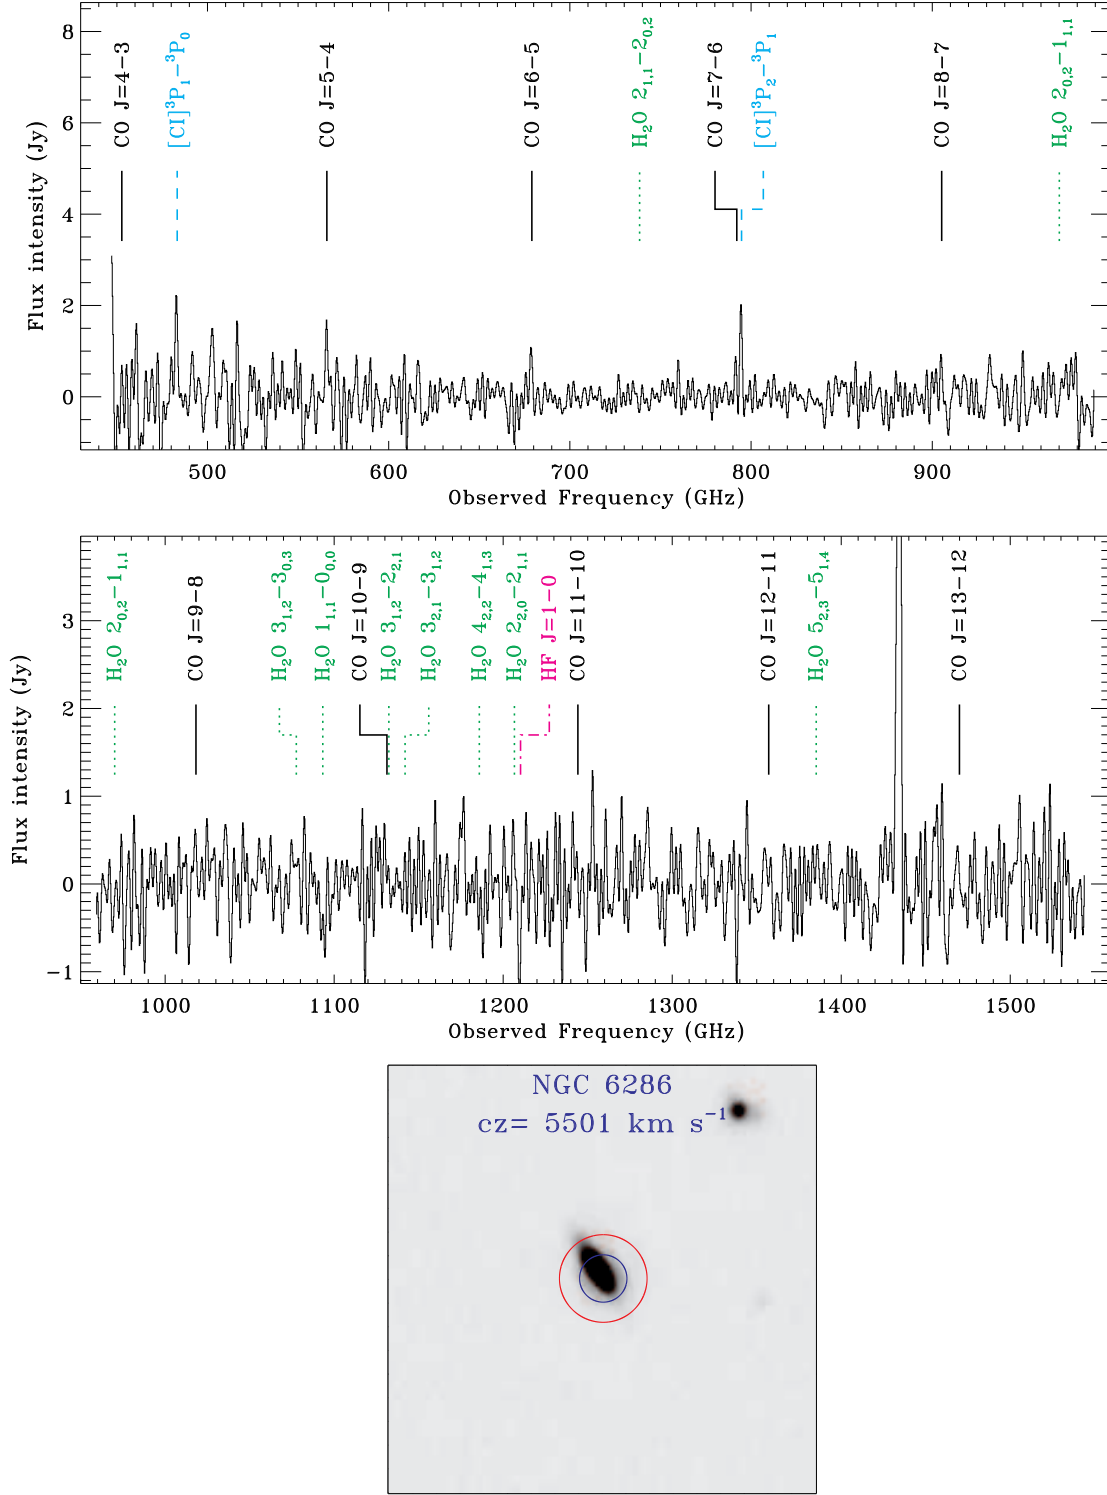 Flux intensity (Jy)
8
6
4
2
0
CO J=4−3
[CI]³P₁−³P₀
CO J=5−4
CO J=6−5
H₂O 2₁,₁−2₀,₂
CO J=7−6
[CI]³P₂−³P₁
CO J=8−7
H₂O 2₀,₂−1₁,₁
500 600 700 800 900
Observed Frequency (GHz)
Flux intensity (Jy)
3
2
1
0
−1
H₂O 2₀,₂−1₁,₁
CO J=9−8
H₂O 3₁,₂−3₀,₃
H₂O 1₁,₁−0₀,₀
CO J=10−9
H₂O 3₁,₂−2₂,₁
H₂O 3₂,₁−3₁,₂
H₂O 4₂,₂−4₁,₃
H₂O 2₂,₀−2₁,₁
HF J=1−0
CO J=11−10
CO J=12−11
H₂O 5₂,₃−5₁,₄
CO J=13−12
1000 1100 1200 1300 1400 1500
Observed Frequency (GHz)
NGC 6286
cz= 5501 km s⁻¹